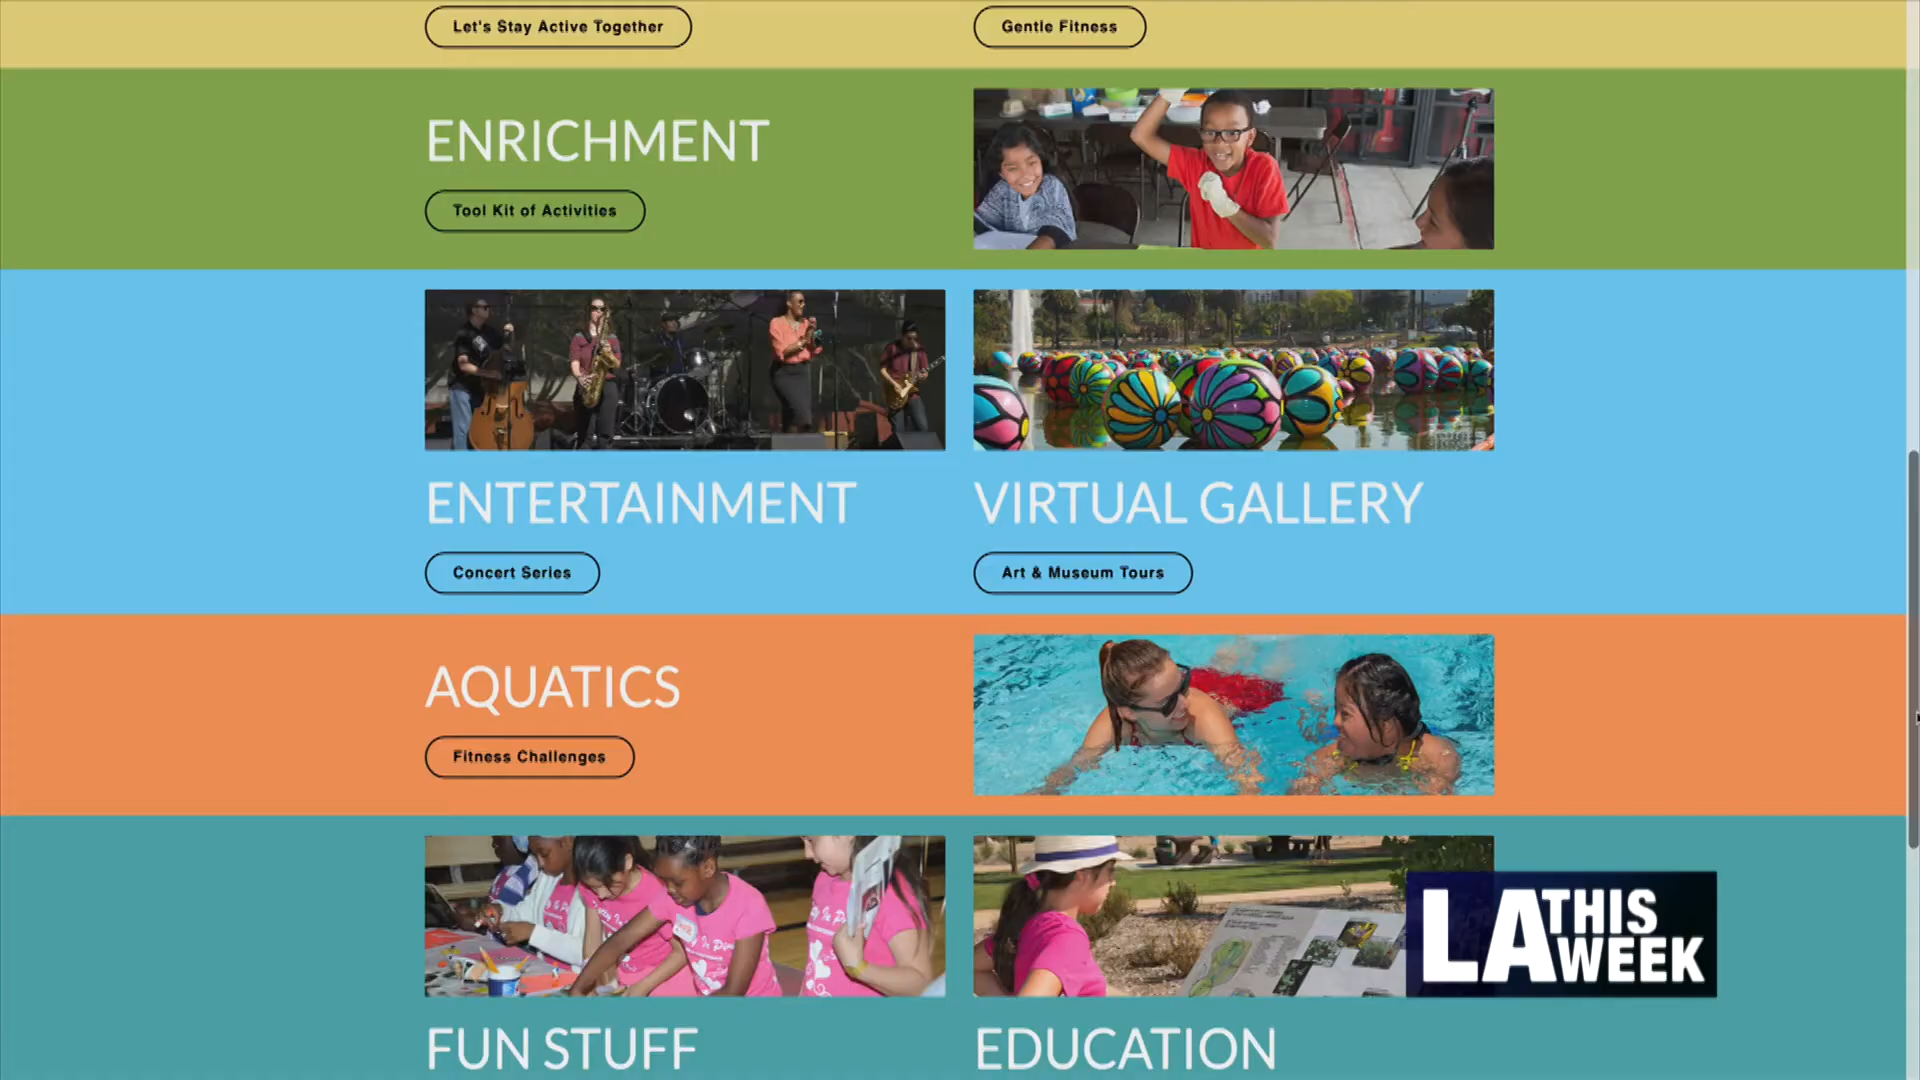 Let's Stay Active Together
Gentle Fitness
ENRICHMENT
Tool Kit of Activities
ENTERTAINMENT
VIRTUAL GALLERY
Concert Series
Art & Museum Tours
AQUATICS
Fitness Challenges
LA THIS WEEK
FUN STUFF
EDUCATION